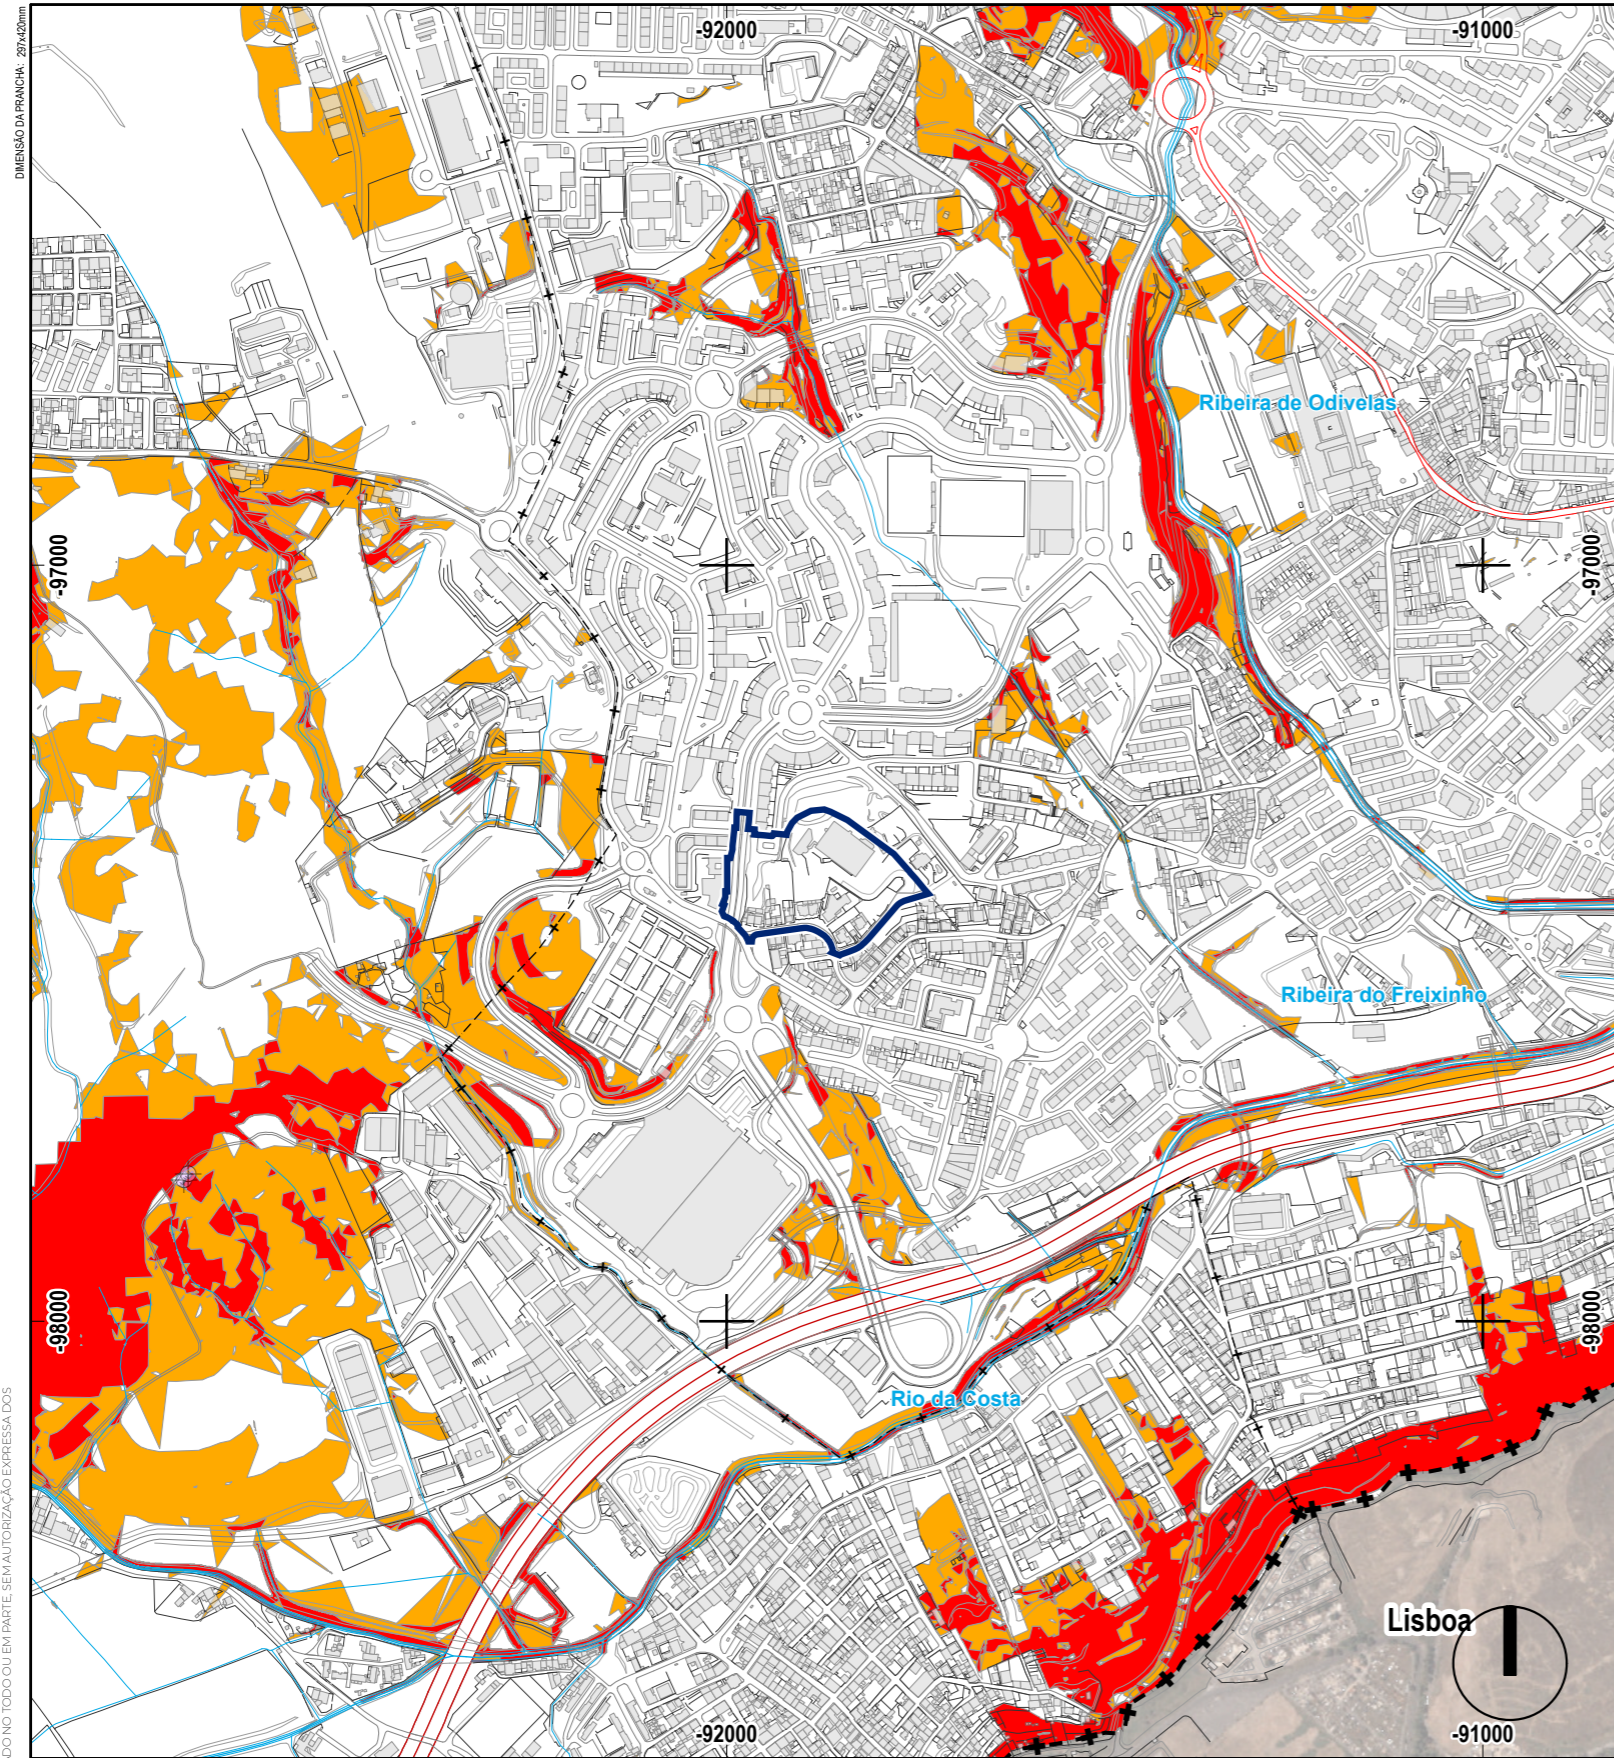 DIMENSÃO DA PRANCHA: 297x420mm
-92000
-91000
Ribeira de Odivelas
-97000
-97000
Ribeira do Freixinho
-98000
-98000
Rio da Costa
Lisboa
-92000
-91000
NO TODO OU EM PARTE, SEM AUTORIZAÇÃO EXPRESSA DOS